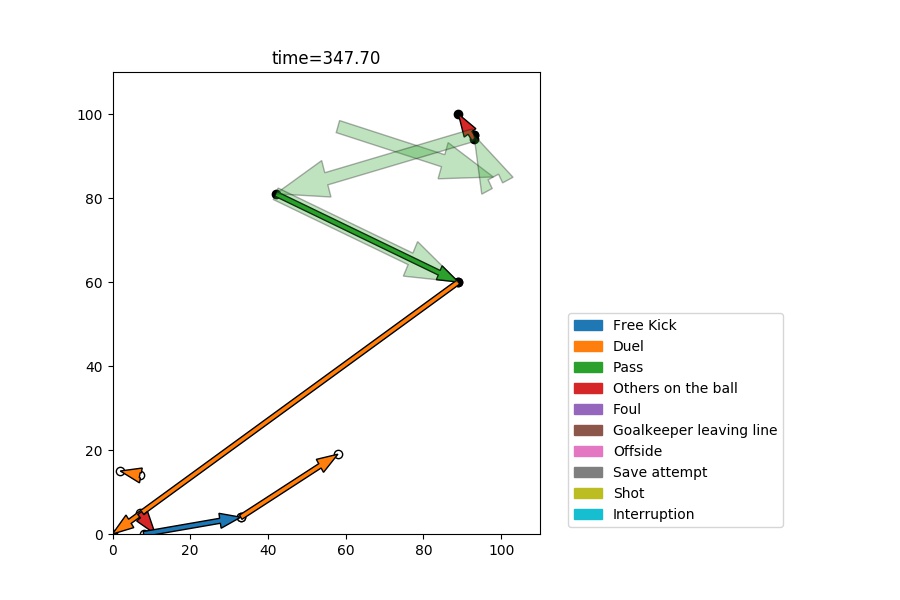 time=347.70
100
80
60
40
20
0
0 20 40 60 80 100
Free Kick
Duel
Pass
Others on the ball
Foul
Goalkeeper leaving line
Offside
Save attempt
Shot
Interruption